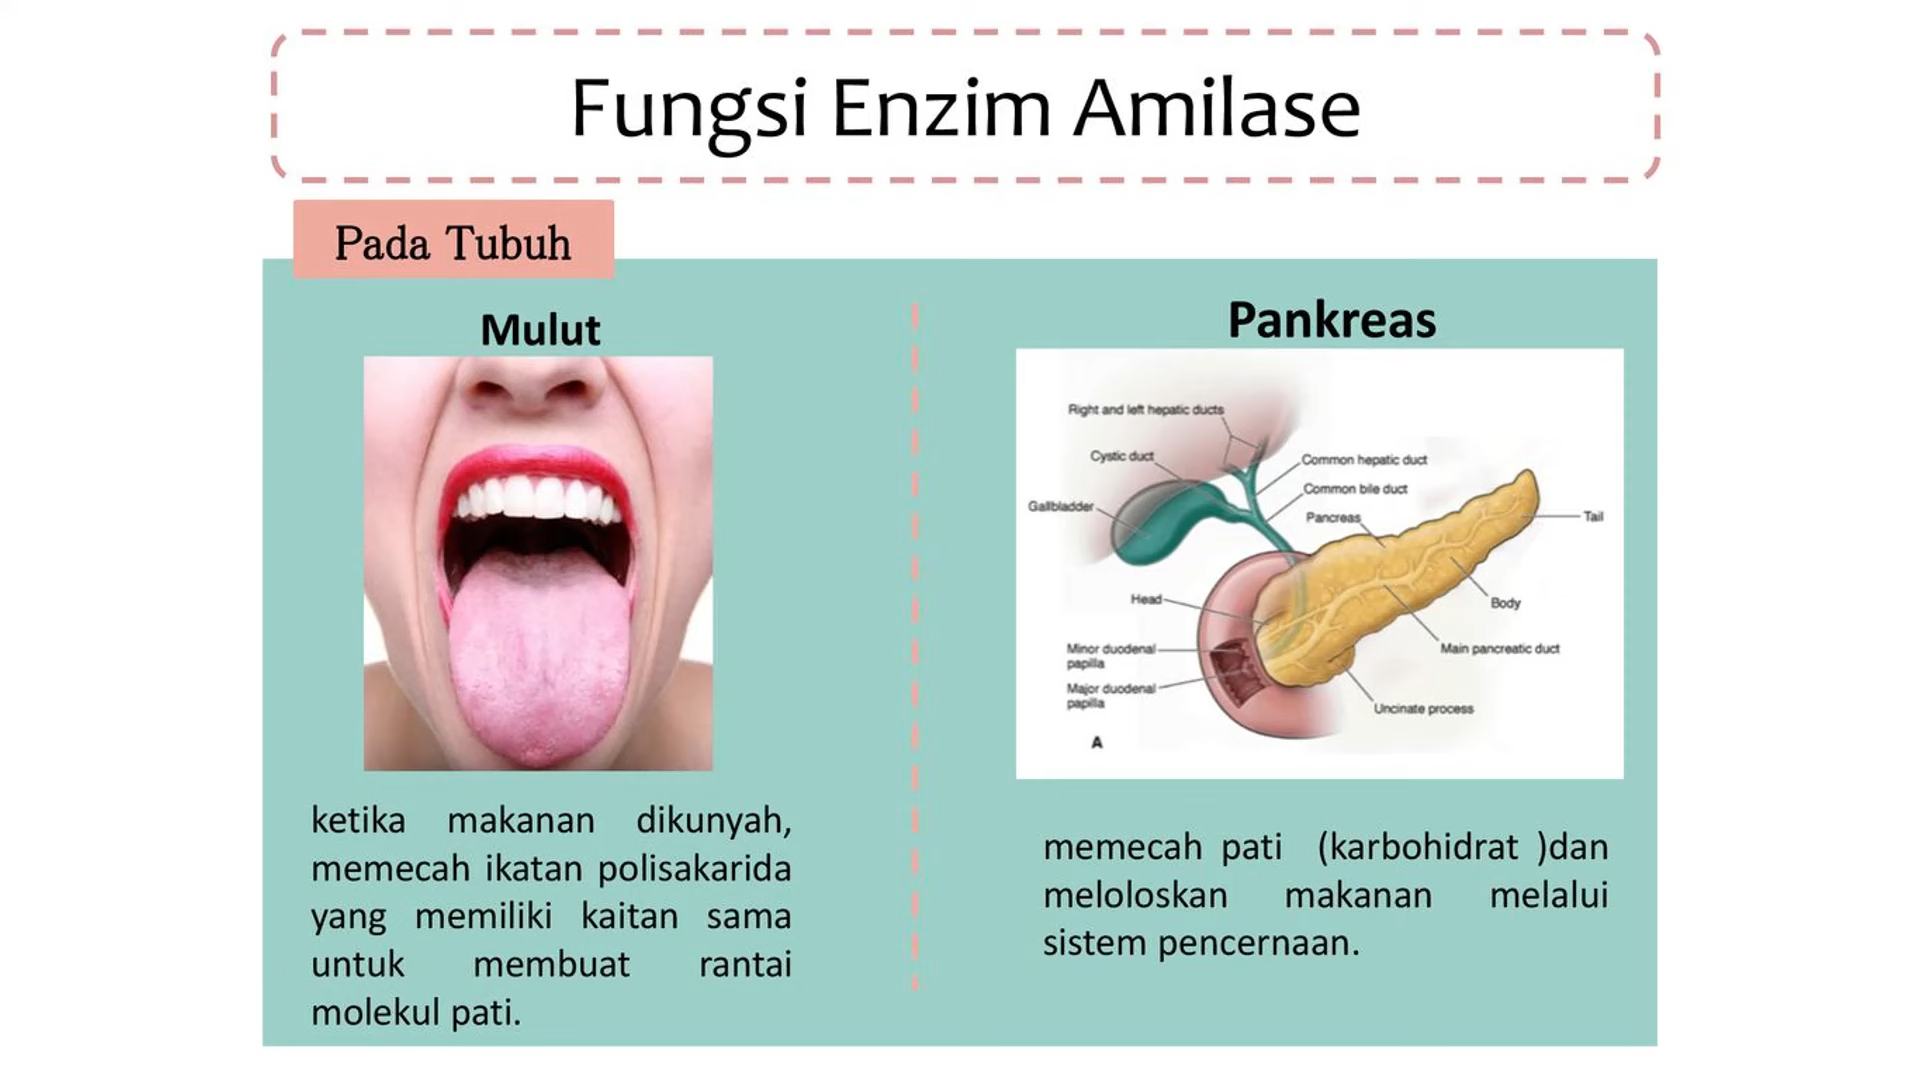 Fungsi Enzim Amilase
Pada Tubuh
Mulut
ketika makanan dikunyah,
memecah ikatan polisakarida
yang memiliki kaitan sama
untuk membuat rantai
molekul pati.
Pankreas
Right and left hepatic ducts
Cystic duct
Common hepatic duct
Common bile duct
Gallbladder
Pancreas
Tail
Head
Body
Minor duodenal
papilla
Main pancreatic duct
Major duodenal
papilla
Uncinate process
A
memecah pati (karbohidrat )dan
meloloskan makanan melalui
sistem pencernaan.